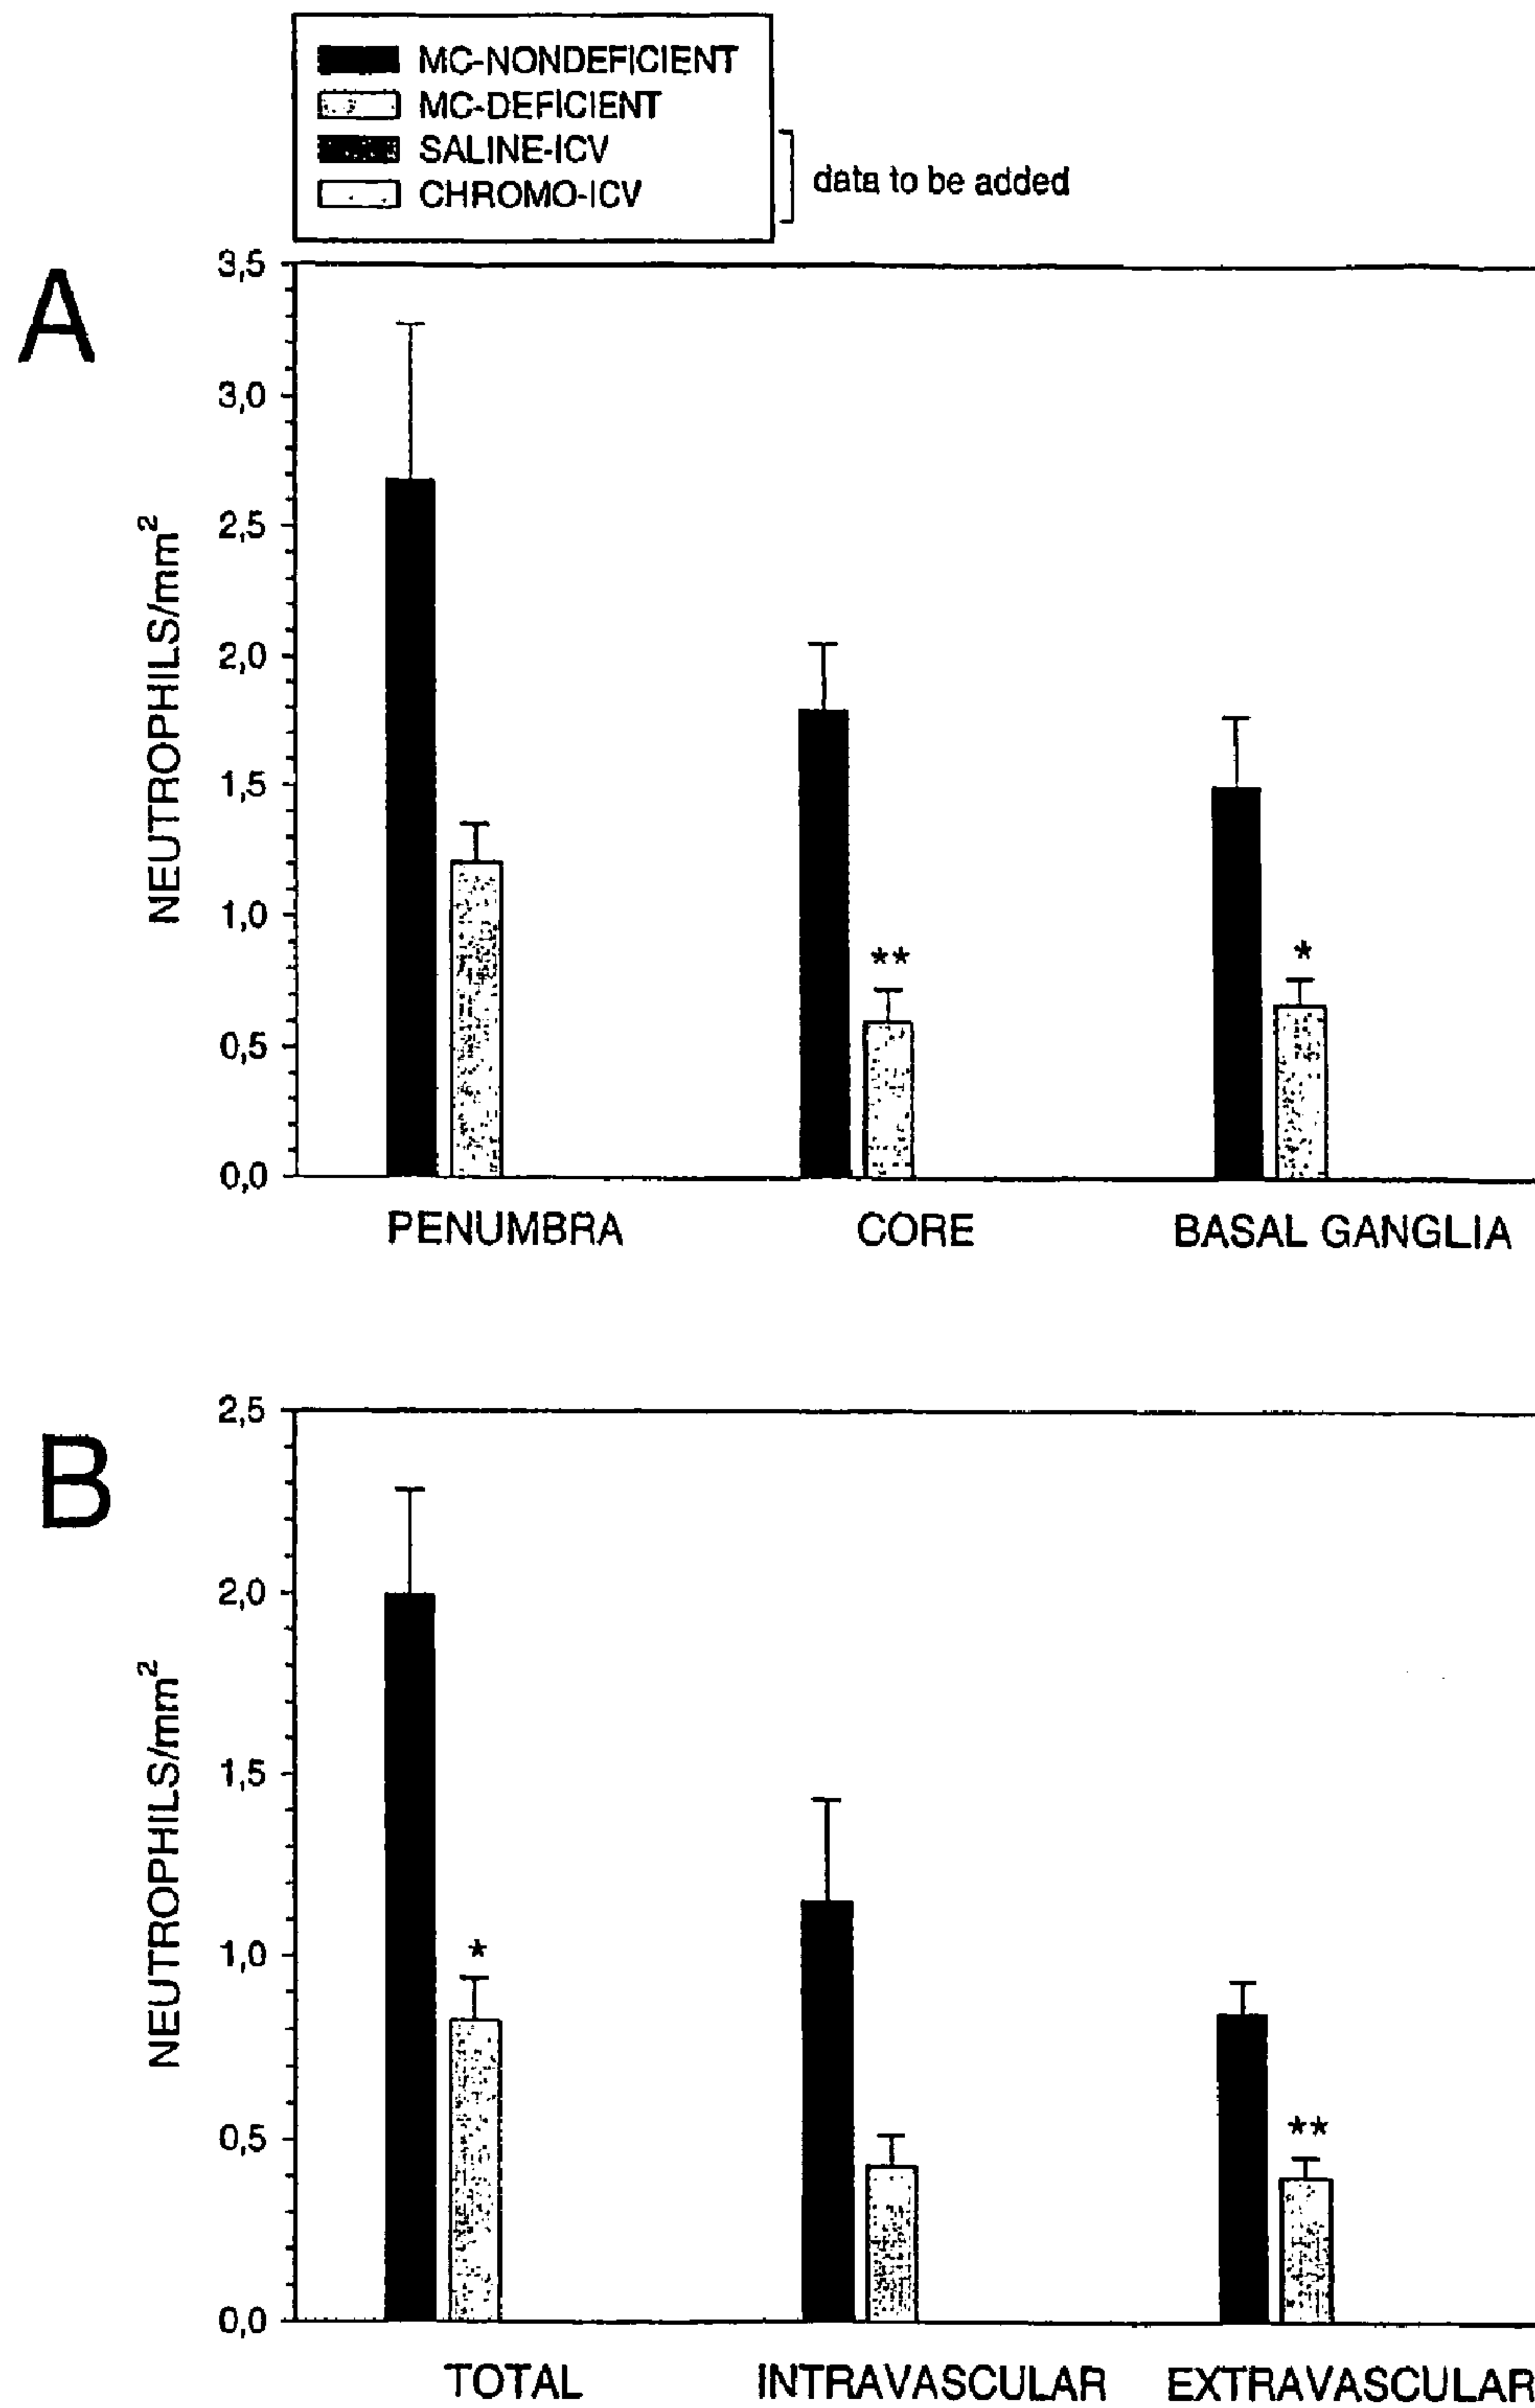 MC-NONDEFICIENT
MC-DEFICIENT
SALINE-ICV
CHROMO-ICV
data to be added
A
3,5
3,0
2,5
2,0
1,5
1,0
0,5
0,0
NEUTROPHILS/mm²
**
*
PENUMBRA
CORE
BASAL GANGLIA
B
2,5
2,0
1,5
1,0
0,5
0,0
NEUTROPHILS/mm²
*
**
TOTAL
INTRAVASCULAR
EXTRAVASCULAR